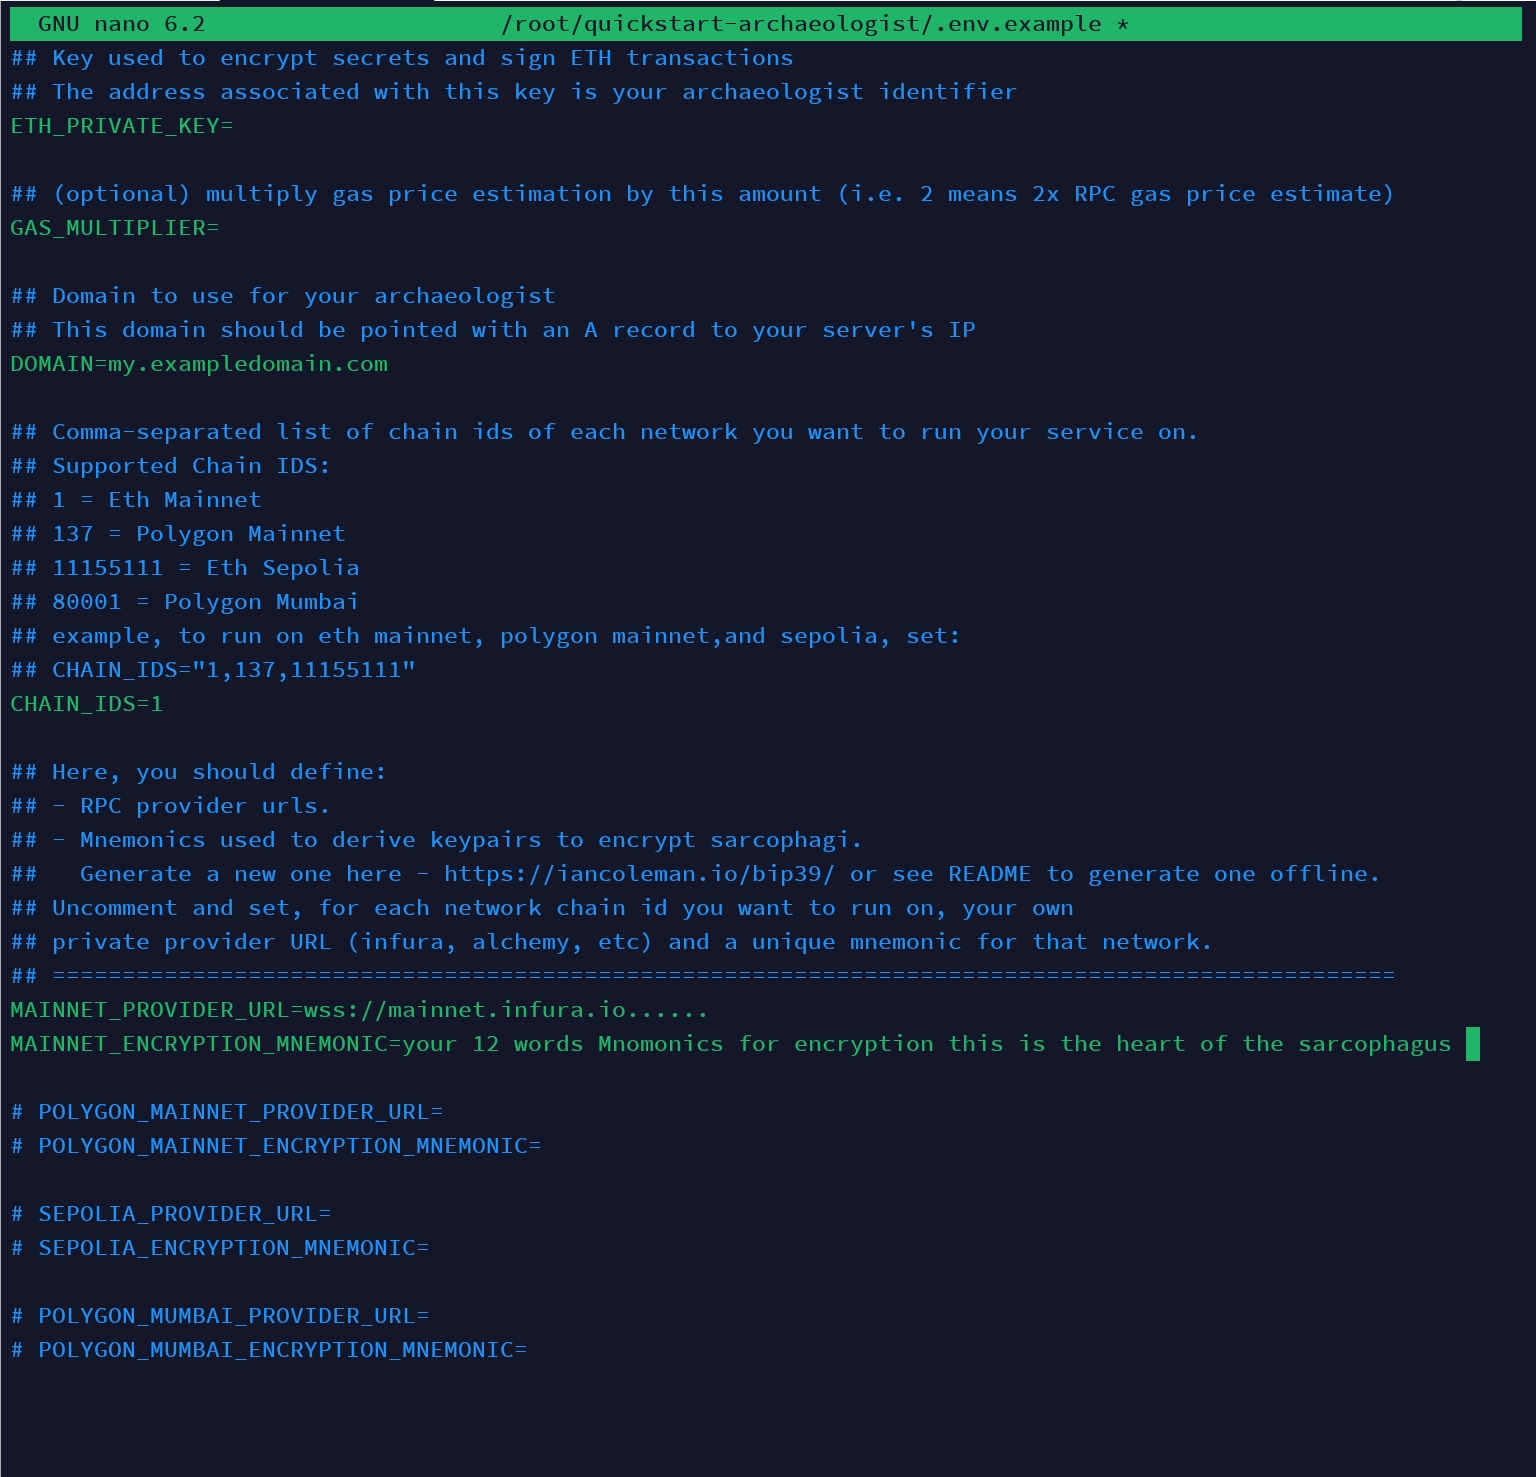 GNU nano 6.2 /root/quickstart-archaeologist/.env.example *
## Key used to encrypt secrets and sign ETH transactions
## The address associated with this key is your archaeologist identifier
ETH_PRIVATE_KEY=
## (optional) multiply gas price estimation by this amount (i.e. 2 means 2x RPC gas price estimate)
GAS_MULTIPLIER=
## Domain to use for your archaeologist
## This domain should be pointed with an A record to your server's IP
DOMAIN=my.exampledomain.com
## Comma-separated list of chain ids of each network you want to run your service on.
## Supported Chain IDS:
## 1 = Eth Mainnet
## 137 = Polygon Mainnet
## 11155111 = Eth Sepolia
## 80001 = Polygon Mumbai
## example, to run on eth mainnet, polygon mainnet,and sepolia, set:
## CHAIN_IDS="1,137,11155111"
CHAIN_IDS=1
## Here, you should define:
## - RPC provider urls.
## - Mnemonics used to derive keypairs to encrypt sarcophagi.
##   Generate a new one here - https://iancoleman.io/bip39/ or see README to generate one offline.
## Uncomment and set, for each network chain id you want to run on, your own
## private provider URL (infura, alchemy, etc) and a unique mnemonic for that network.
## ================================================================================================
MAINNET_PROVIDER_URL=wss://mainnet.infura.io......
MAINNET_ENCRYPTION_MNEMONIC=your 12 words Mnomonics for encryption this is the heart of the sarcophagus
# POLYGON_MAINNET_PROVIDER_URL=
# POLYGON_MAINNET_ENCRYPTION_MNEMONIC=
# SEPOLIA_PROVIDER_URL=
# SEPOLIA_ENCRYPTION_MNEMONIC=
# POLYGON_MUMBAI_PROVIDER_URL=
# POLYGON_MUMBAI_ENCRYPTION_MNEMONIC=